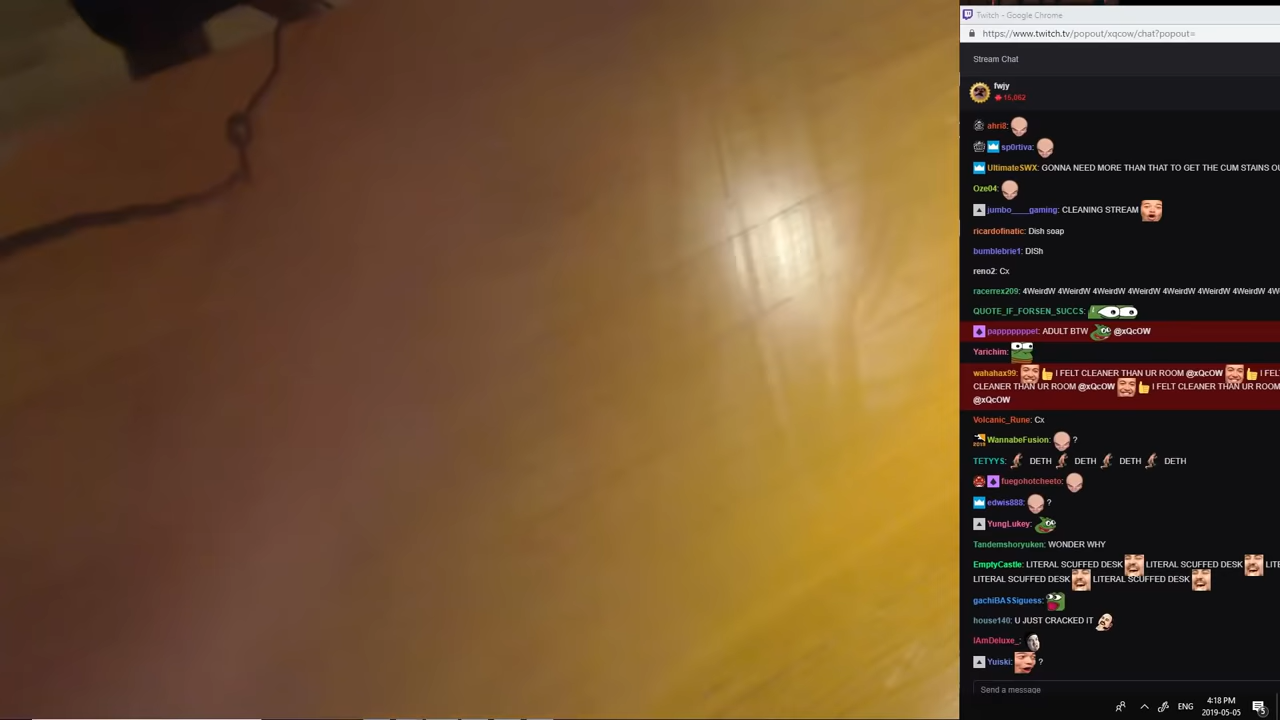 Twitch - Google Chrome
https://www.twitch.tv/popout/xqcow/chat?popout=
Stream Chat
fwjy
15,062
ahri8:
sp0rtiva:
UltimateSWX: GONNA NEED MORE THAN THAT TO GET THE CUM STAINS
Oze04:
jumbo____gaming: CLEANING STREAM
ricardofinatic: Dish soap
bumblebrie1: DISh
reno2: Cx
racerrex209: 4WeirdW 4WeirdW 4WeirdW 4WeirdW 4WeirdW 4WeirdW 4WeirdW
QUOTE_IF_FORSEN_SUCCS:
papppppppet: ADULT BTW @xQcOW
Yarichim:
wahahax99: I FELT CLEANER THAN UR ROOM @xQcOW I FEL
CLEANER THAN UR ROOM @xQcOW I FELT CLEANER THAN UR ROOM
@xQcOW
Volcanic_Rune: Cx
WannabeFusion: ?
TETYYS: DETH DETH DETH DETH
fuegohotcheeto:
edwis888: ?
YungLukey:
Tandemshoryuken: WONDER WHY
EmptyCastle: LITERAL SCUFFED DESK LITERAL SCUFFED DESK LITE
LITERAL SCUFFED DESK LITERAL SCUFFED DESK
gachiBASSiguess:
house140: U JUST CRACKED IT
IAmDeluxe_:
Yuiski: ?
Send a message
4:18 PM
ENG
2019-05-05
5